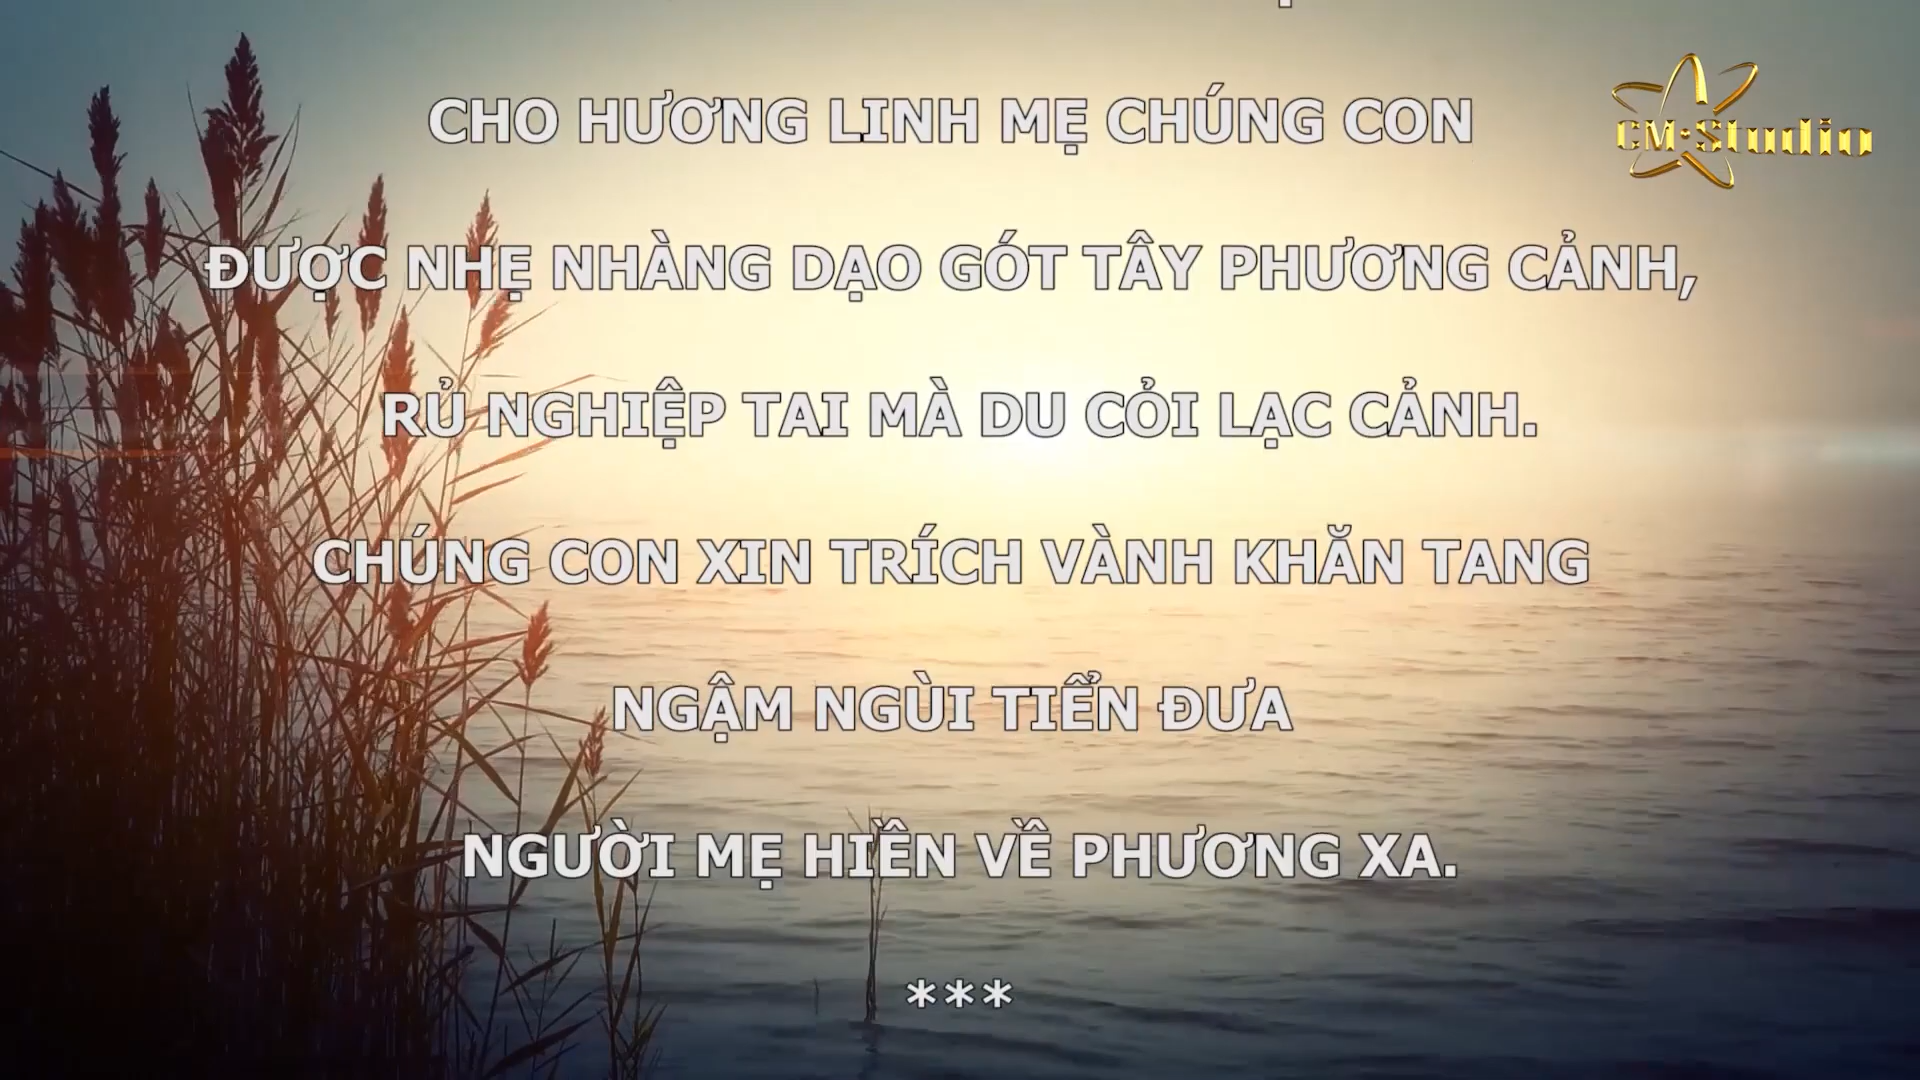 CHO HƯƠNG LINH MẸ CHÚNG CON
CM·Studio
ĐƯỢC NHẸ NHÀNG DẠO GÓT TÂY PHƯƠNG CẢNH,
RỦ NGHIỆP TAI MÀ DU CỎI LẠC CẢNH.
CHÚNG CON XIN TRÍCH VÀNH KHĂN TANG
NGẬM NGÙI TIỂN ĐƯA
NGƯỜI MẸ HIỀN VỀ PHƯƠNG XA.
***